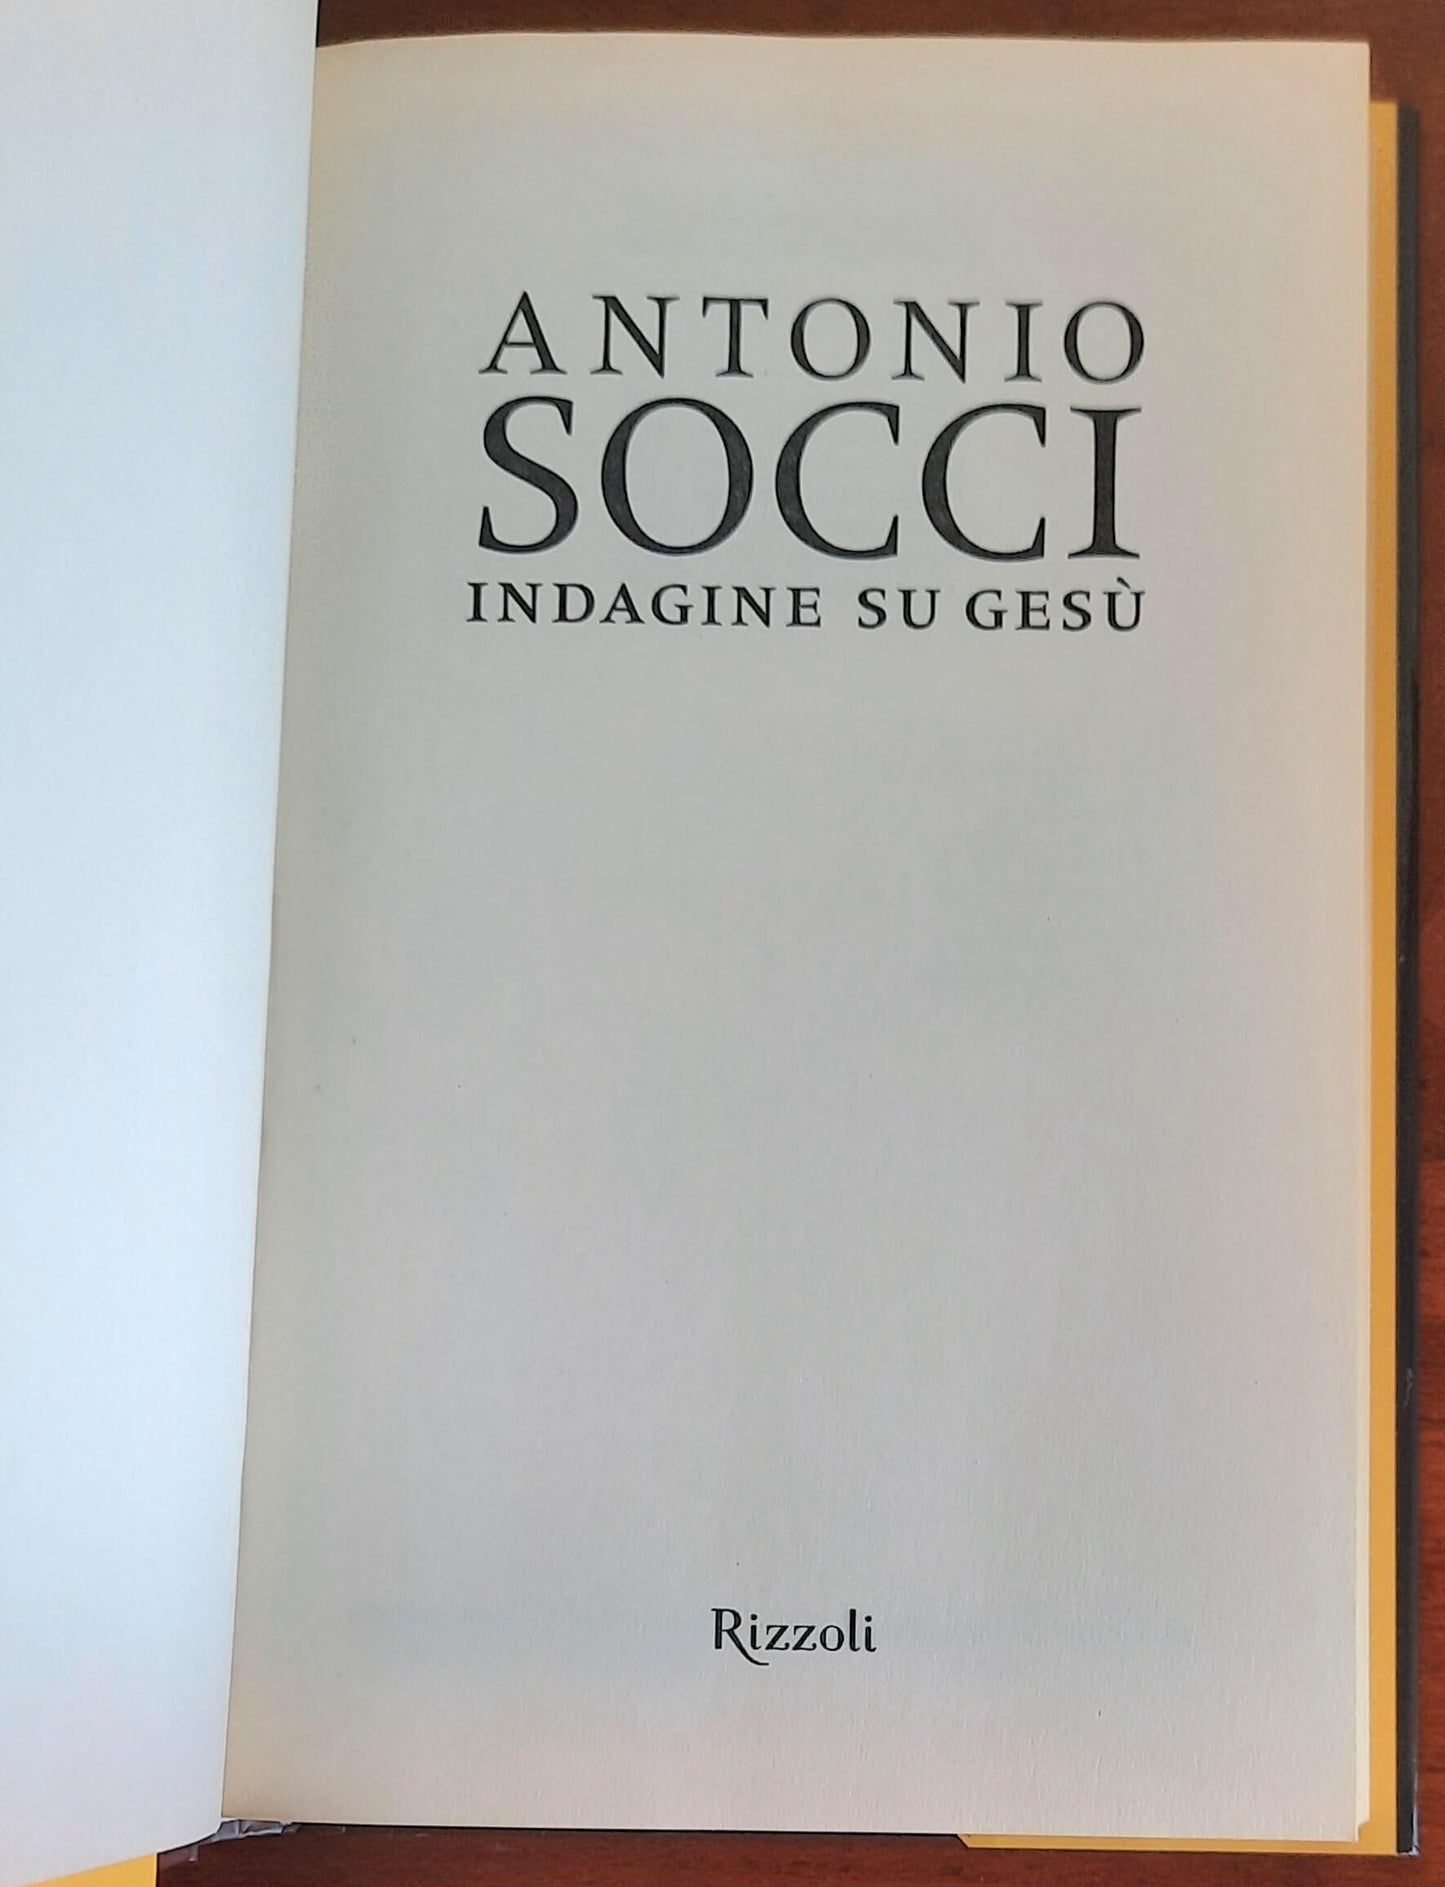 ANTONIO
SOCCI
INDAGINE SU GESÙ
Rizzoli